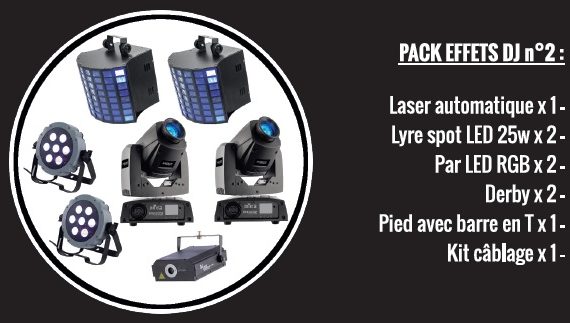 PACK EFFETS DJ n°2 :
Laser automatique x 1 -
Lyre spot LED 25w x 2 -
Par LED RGB x 2 -
Derby x 2 -
Pied avec barre en T x 1 -
Kit câblage x 1 -